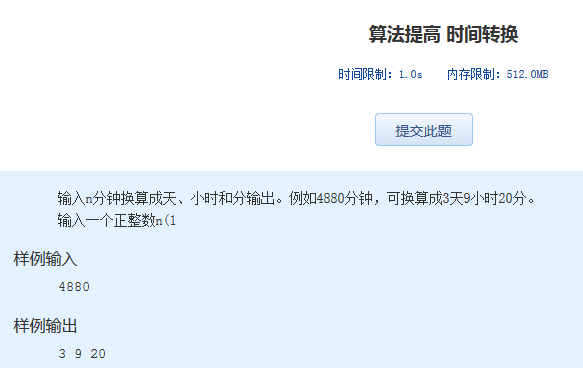 算法提高 时间转换
时间限制：1.0s 内存限制：512.0MB
提交此题
输入n分钟换算成天、小时和分输出。例如4880分钟，可换算成3天9小时20分。
输入一个正整数n(1
样例输入
4880
样例输出
3 9 20